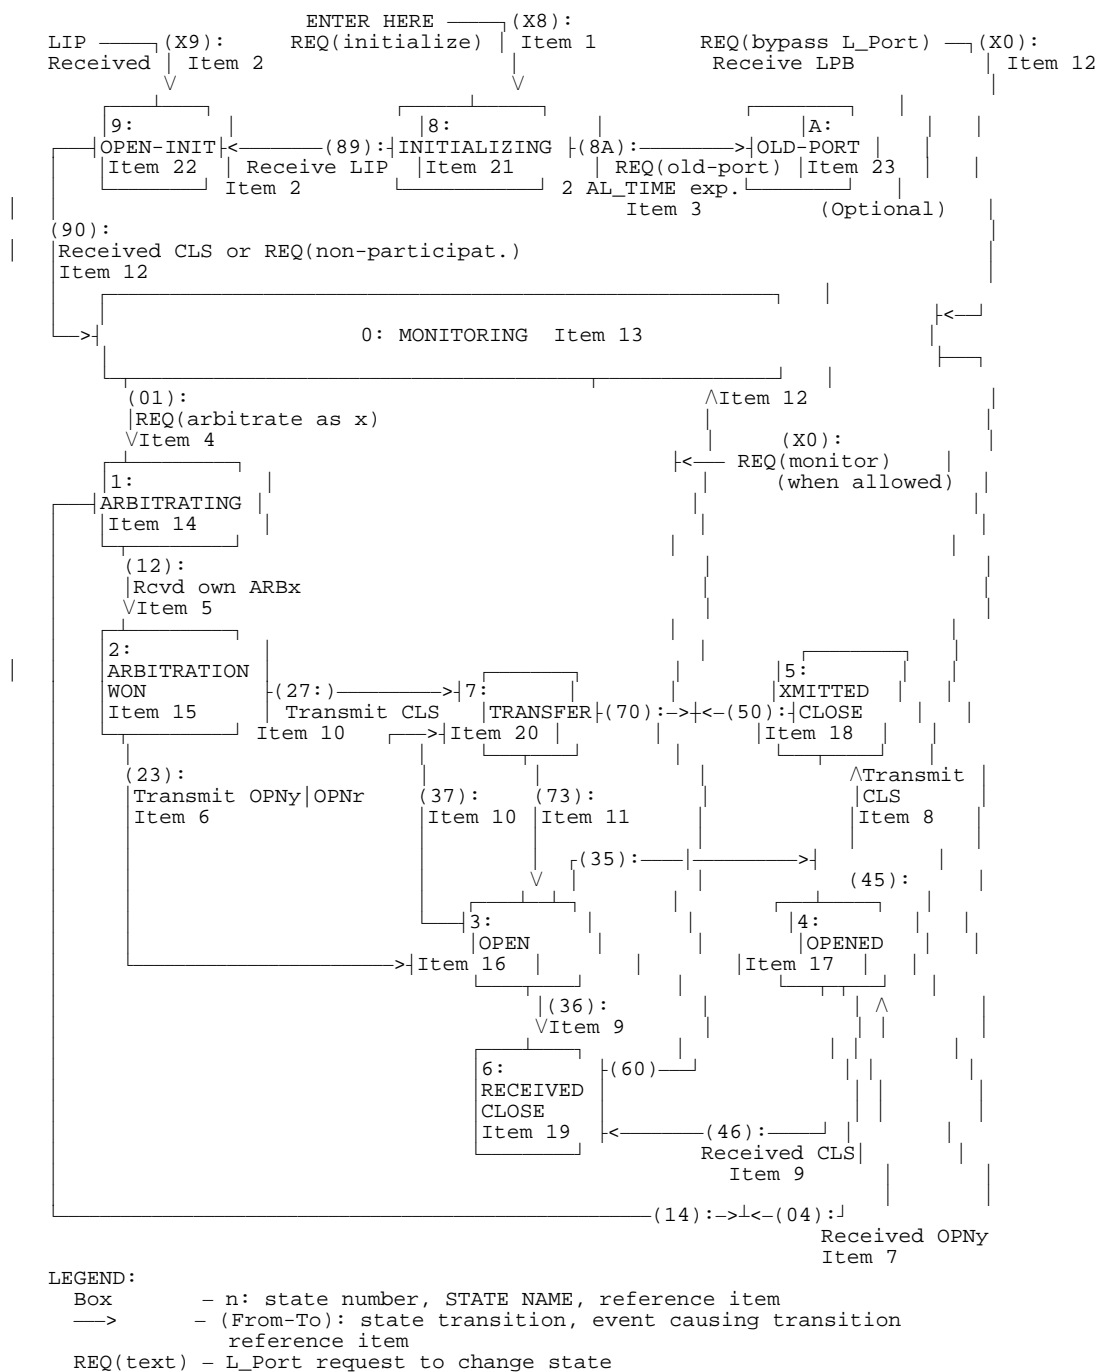 ENTER HERE (X8):
LIP (X9): REQ(initialize) Item 1 REQ(bypass L_Port) (X0):
Received Item 2 Receive LPB Item 12
9: 8: A:
OPEN-INIT <(89): INITIALIZING (8A):> OLD-PORT
Item 22 Receive LIP Item 21 REQ(old-port) Item 23
Item 2 2 AL_TIME exp.
Item 3 (Optional)
(90):
Received CLS or REQ(non-participat.)
Item 12
<
> 0: MONITORING Item 13
(01): Item 12
REQ(arbitrate as x)
Item 4 (X0):
< REQ(monitor)
1: (when allowed)
ARBITRATING
Item 14
(12):
Rcvd own ARBx
Item 5
2:
ARBITRATION 5:
WON (27:)> 7: XMITTED
Item 15 Transmit CLS TRANSFER (70):-> <-(50): CLOSE
Item 10 > Item 20 Item 18
(23): Transmit
Transmit OPNy|OPNr (37): (73): CLS
Item 6 Item 10 Item 11 Item 8
(35): >
(45):
3: 4:
OPEN OPENED
> Item 16 Item 17
(36):
Item 9
6: (60)
RECEIVED
CLOSE
Item 19 < (46):
Received CLS
Item 9
(14):-> <-(04):
Received OPNy
Item 7
LEGEND:
Box – n: state number, STATE NAME, reference item
––> – (From-To): state transition, event causing transition
reference item
REQ(text) – L_Port request to change state